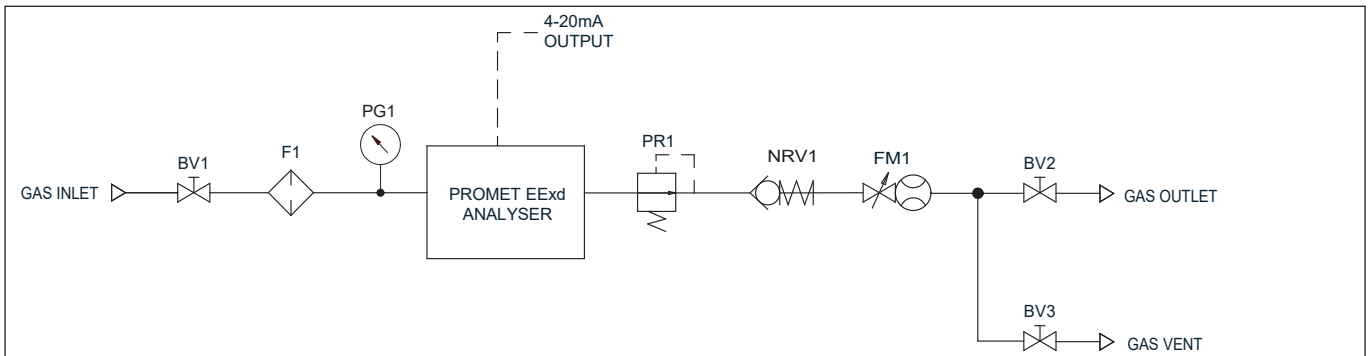 4-20mA
OUTPUT
PG1
BV1
F1
PR1
NRV1
FM1
BV2
GAS INLET
PROMET EExd
ANALYSER
GAS OUTLET
BV3
GAS VENT